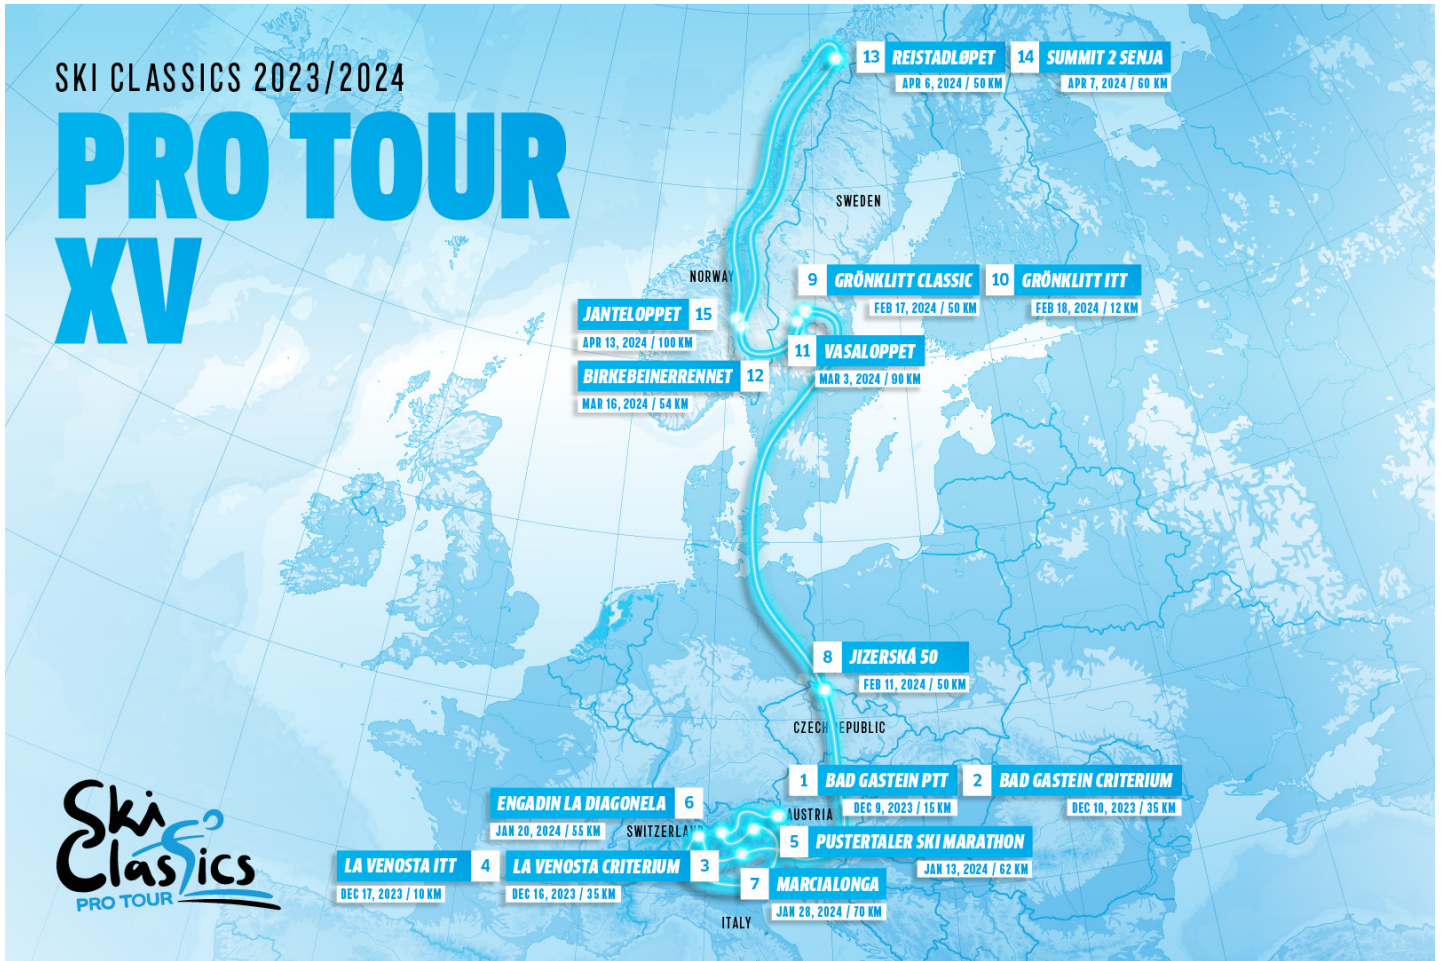 SKI CLASSICS 2023/2024
PRO TOUR
XV
13 REISTADLØPET
APR 6, 2024 / 50 KM
14 SUMMIT 2 SENJA
APR 7, 2024 / 60 KM
SWEDEN
NORWAY
9 GRÖNKLITT CLASSIC
FEB 17, 2024 / 50 KM
10 GRÖNKLITT ITT
FEB 18, 2024 / 12 KM
JANTELOPPET 15
APR 13, 2024 / 100 KM
11 VASALOPPET
MAR 3, 2024 / 90 KM
BIRKEBEINERRENNET 12
MAR 16, 2024 / 54 KM
8 JIZERSKÁ 50
FEB 11, 2024 / 50 KM
CZECH REPUBLIC
1 BAD GASTEIN PTT
DEC 9, 2023 / 15 KM
2 BAD GASTEIN CRITERIUM
DEC 10, 2023 / 35 KM
ENGADIN LA DIAGONELA 6
JAN 20, 2024 / 55 KM
AUSTRIA
SWITZERLAND
5 PUSTERTALER SKI MARATHON
JAN 13, 2024 / 62 KM
LA VENOSTA ITT 4
DEC 17, 2023 / 10 KM
LA VENOSTA CRITERIUM 3
DEC 16, 2023 / 35 KM
7 MARCIALONGA
JAN 28, 2024 / 70 KM
ITALY
Ski
Classics
PRO TOUR